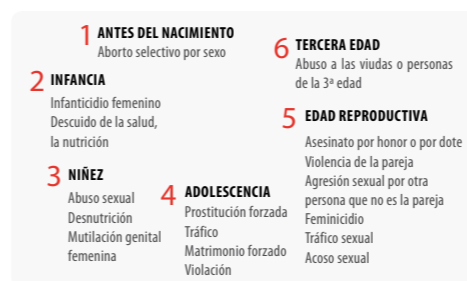 1 ANTES DEL NACIMIENTO
Aborto selectivo por sexo
2 INFANCIA
Infanticidio femenino
Descuido de la salud,
la nutrición
3 NIÑEZ
Abuso sexual
Desnutrición
Mutilación genital
femenina
4 ADOLESCENCIA
Prostitución forzada
Tráfico
Matrimonio forzado
Violación
5 EDAD REPRODUCTIVA
Asesinato por honor o por dote
Violencia de la pareja
Agresión sexual por otra
persona que no es la pareja
Feminicidio
Tráfico sexual
Acoso sexual
6 TERCERA EDAD
Abuso a las viudas o personas
de la 3ª edad